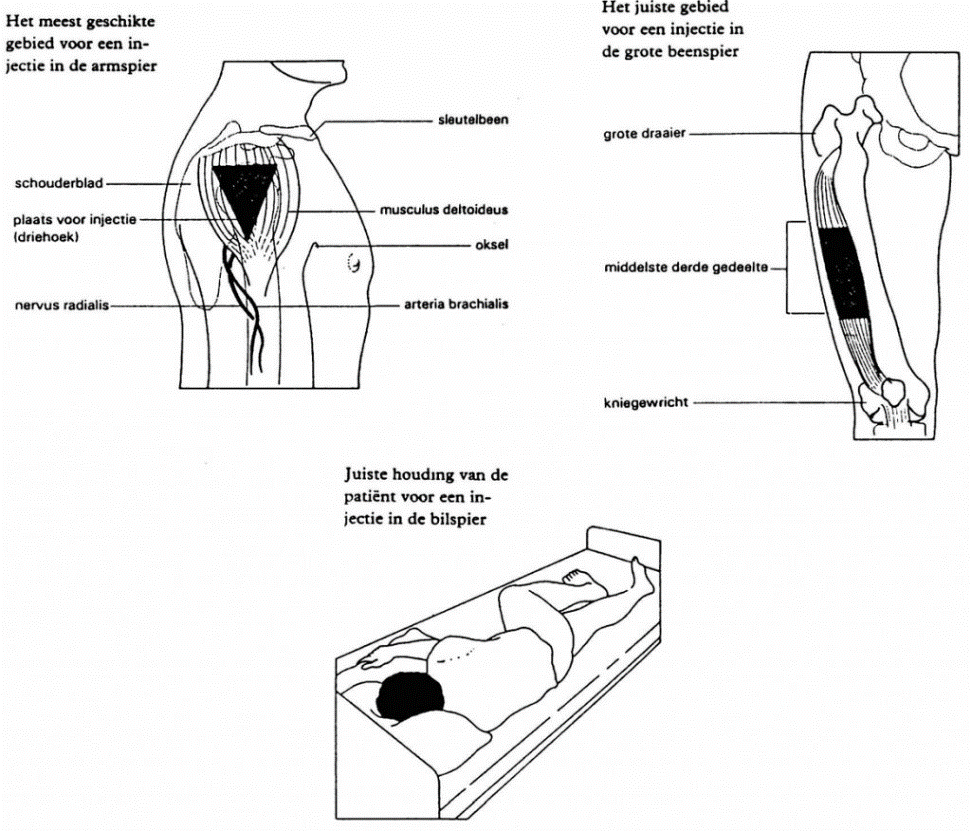 Het meest geschikte
gebied voor een in-
jectie in de armspier
sleutelbeen
schouderblad
plaats voor injectie
(driehoek)
musculus deltoideus
oksel
nervus radialis
arteria brachialis
Het juiste gebied
voor een injectie in
de grote beenspier
grote draaier
middelste derde gedeelte
kniegewricht
Juiste houding van de
patiënt voor een in-
jectie in de bilspier